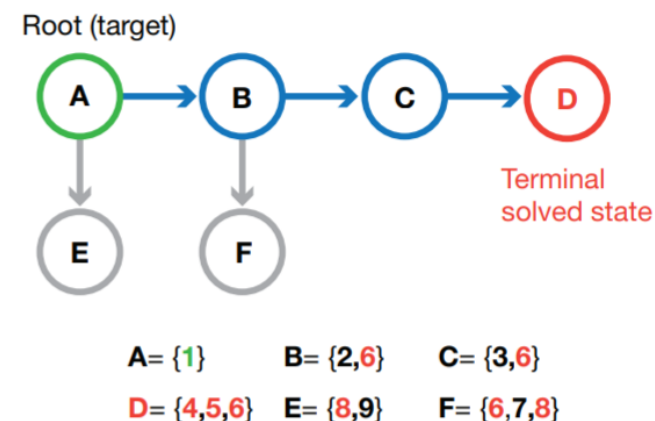 Root (target)
A
B
C
D
Terminal
solved state
E
F
A= {1} B= {2,6} C= {3,6}
D= {4,5,6} E= {8,9} F= {6,7,8}